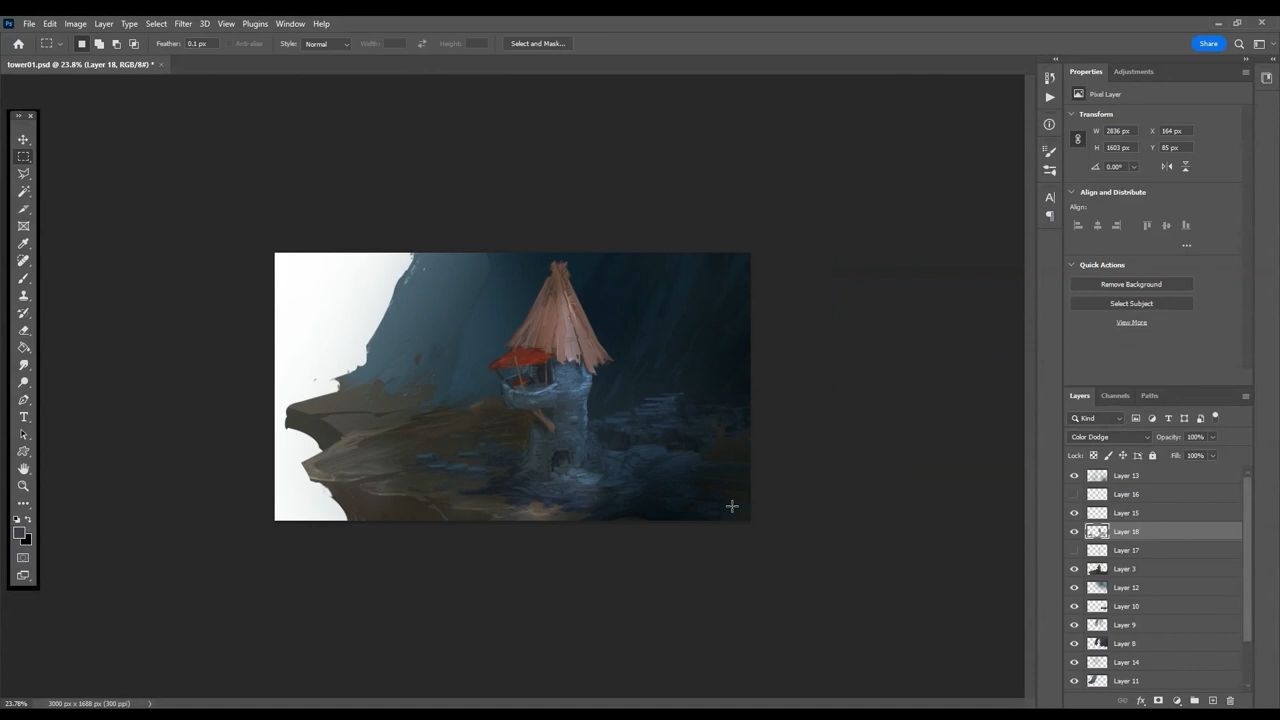 Ps File Edit Image Layer Type Select Filter 3D View Plugins Window Help
Feather: 0.1 px Anti-alias Style: Normal Width: Height: Select and Mask... Share
tower01.psd @ 23.8% (Layer 18, RGB/8#) * ×
Properties Adjustments
Pixel Layer
Transform
W 2836 px X 164 px
H 1603 px Y 85 px
0.00°
Align and Distribute
Align:
Quick Actions
Remove Background
Select Subject
View More
Layers Channels Paths
Kind
Color Dodge Opacity: 100%
Lock: Fill: 100%
Layer 13
Layer 16
Layer 15
Layer 18
Layer 17
Layer 3
Layer 12
Layer 10
Layer 9
Layer 8
Layer 14
Layer 11
23.78% 3000 px x 1688 px (300 ppi)